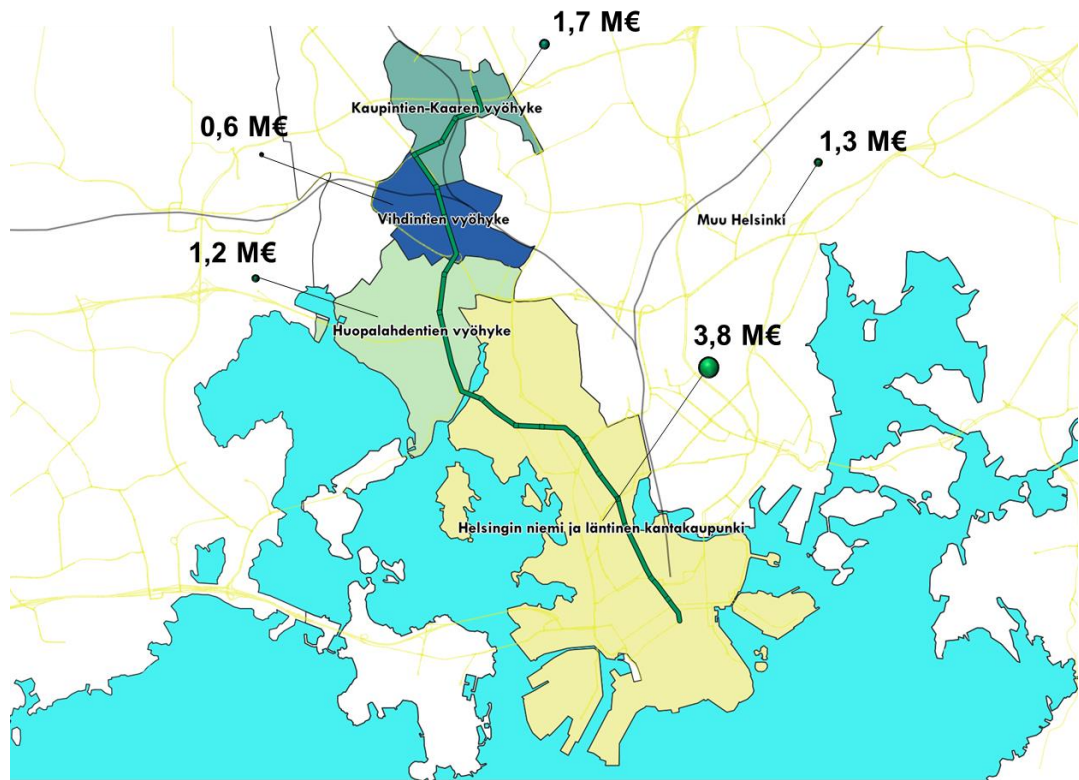 1,7 M€
Kaupintien-Kaaren vyöhyke
0,6 M€
1,3 M€
Vihdintien vyöhyke
Muu Helsinki
1,2 M€
Huopalahdentien vyöhyke
3,8 M€
Helsingin niemi ja läntinen kantakaupunki